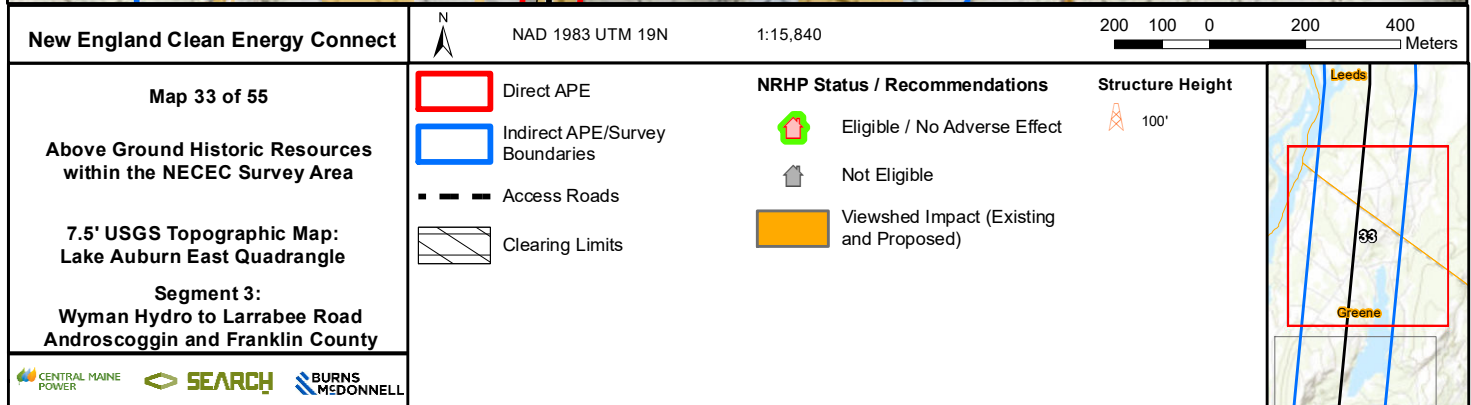 New England Clean Energy Connect
N
NAD 1983 UTM 19N
1:15,840
200 100 0 200 400
Meters
Map 33 of 55
Above Ground Historic Resources
within the NECEC Survey Area
7.5' USGS Topographic Map:
Lake Auburn East Quadrangle
Segment 3:
Wyman Hydro to Larrabee Road
Androscoggin and Franklin County
CENTRAL MAINE
POWER
SEARCH
BURNS
MCDONNELL
Direct APE
Indirect APE/Survey
Boundaries
Access Roads
Clearing Limits
NRHP Status / Recommendations
Eligible / No Adverse Effect
Not Eligible
Viewshed Impact (Existing
and Proposed)
Structure Height
100'
Leeds
33
Greene